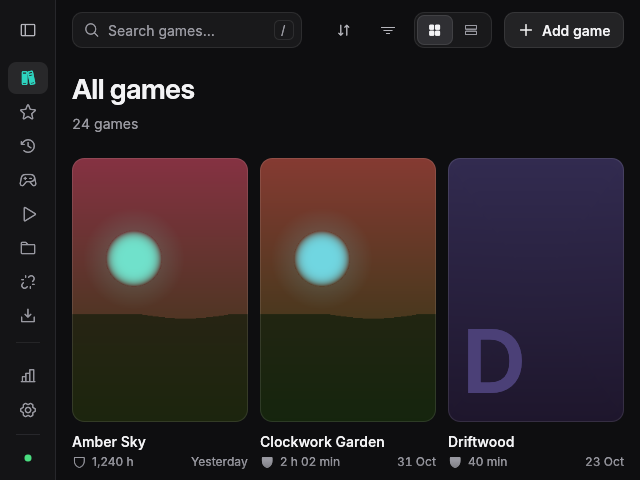 Search games... /
Add game
All games
24 games
D
Amber Sky
1,240 h Yesterday
Clockwork Garden
2 h 02 min 31 Oct
Driftwood
40 min 23 Oct